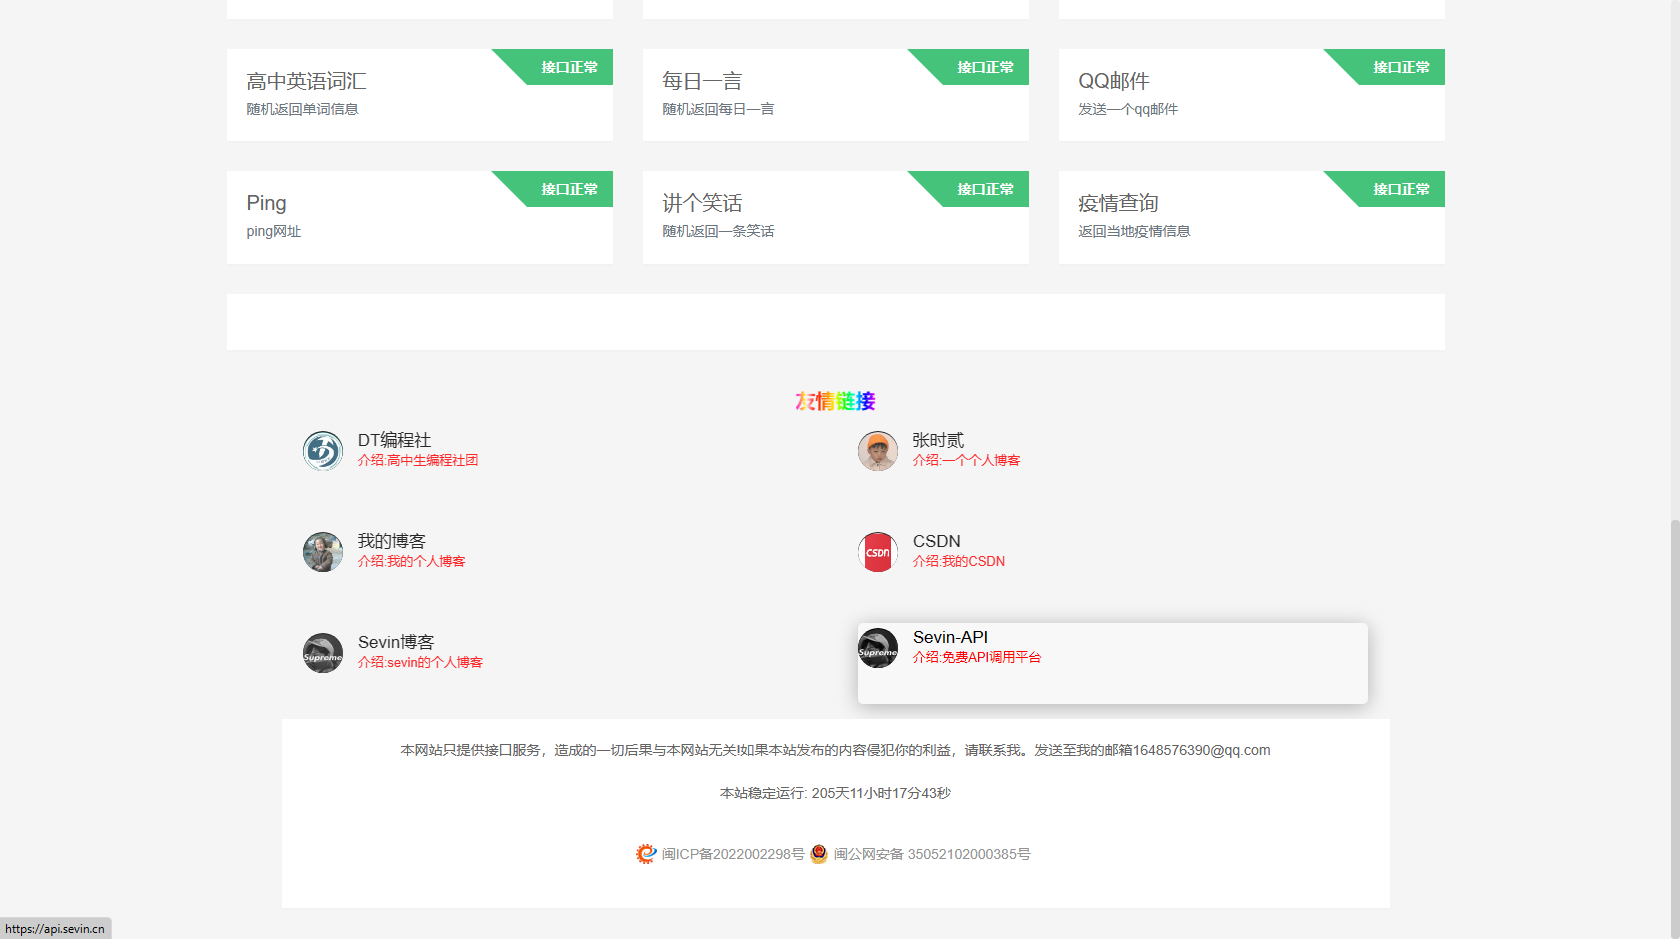 接口正常
高中英语词汇
随机返回单词信息
接口正常
每日一言
随机返回每日一言
接口正常
QQ邮件
发送一个qq邮件
接口正常
Ping
ping网址
接口正常
讲个笑话
随机返回一条笑话
接口正常
疫情查询
返回当地疫情信息
友情链接
DT编程社
介绍:高中生编程社团
张时贰
介绍:一个个人博客
我的博客
介绍:我的个人博客
CSDN
CSDN
介绍:我的CSDN
Supreme
Sevin博客
介绍:sevin的个人博客
Supreme
Sevin-API
介绍:免费API调用平台
本网站只提供接口服务，造成的一切后果与本网站无关!如果本站发布的内容侵犯你的利益，请联系我。发送至我的邮箱1648576390@qq.com
本站稳定运行: 205天11小时17分43秒
闽ICP备2022002298号 闽公网安备 35052102000385号
https://api.sevin.cn